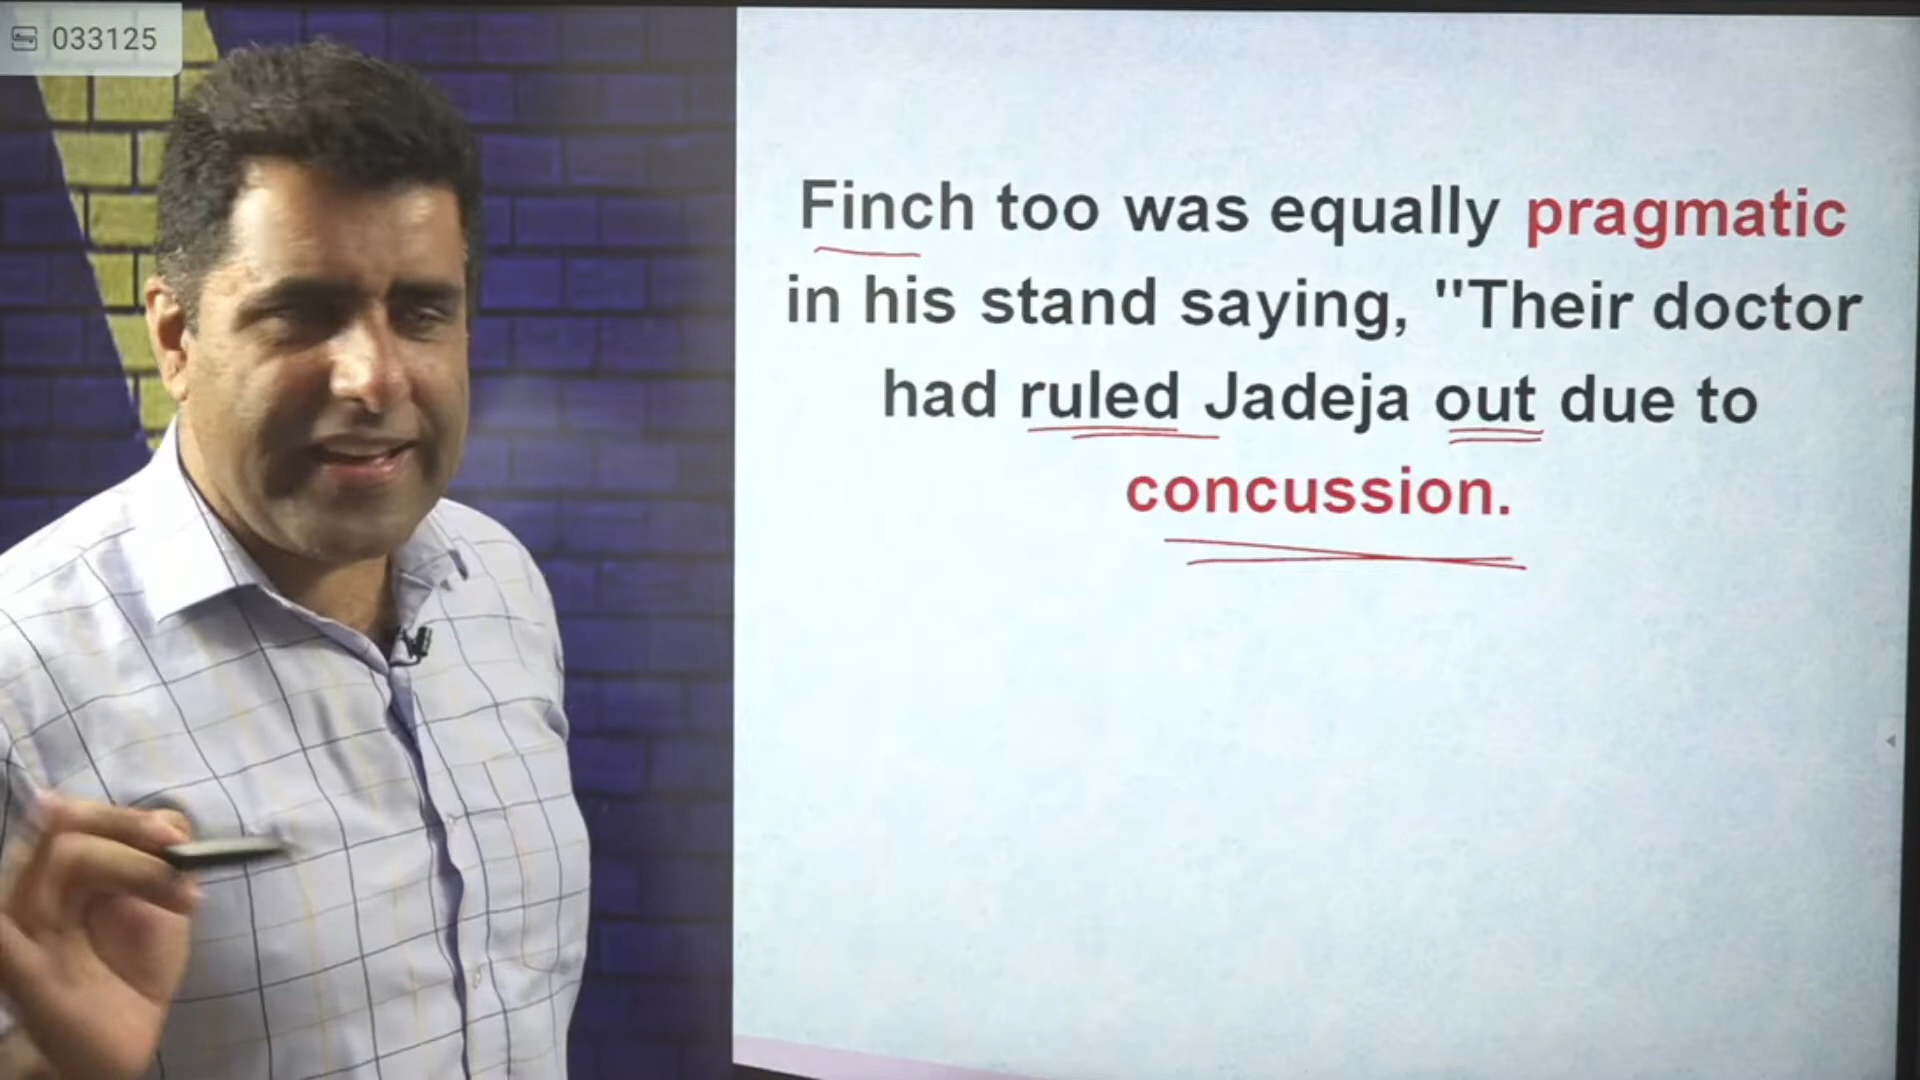 033125
Finch too was equally pragmatic
in his stand saying, "Their doctor
had ruled Jadeja out due to
concussion.